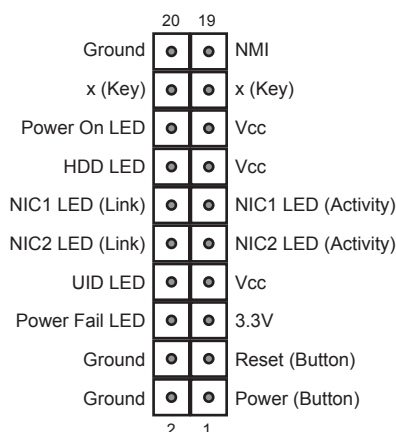 20 19
Ground NMI
x (Key) x (Key)
Power On LED Vcc
HDD LED Vcc
NIC1 LED (Link) NIC1 LED (Activity)
NIC2 LED (Link) NIC2 LED (Activity)
UID LED Vcc
Power Fail LED 3.3V
Ground Reset (Button)
Ground Power (Button)
2 1